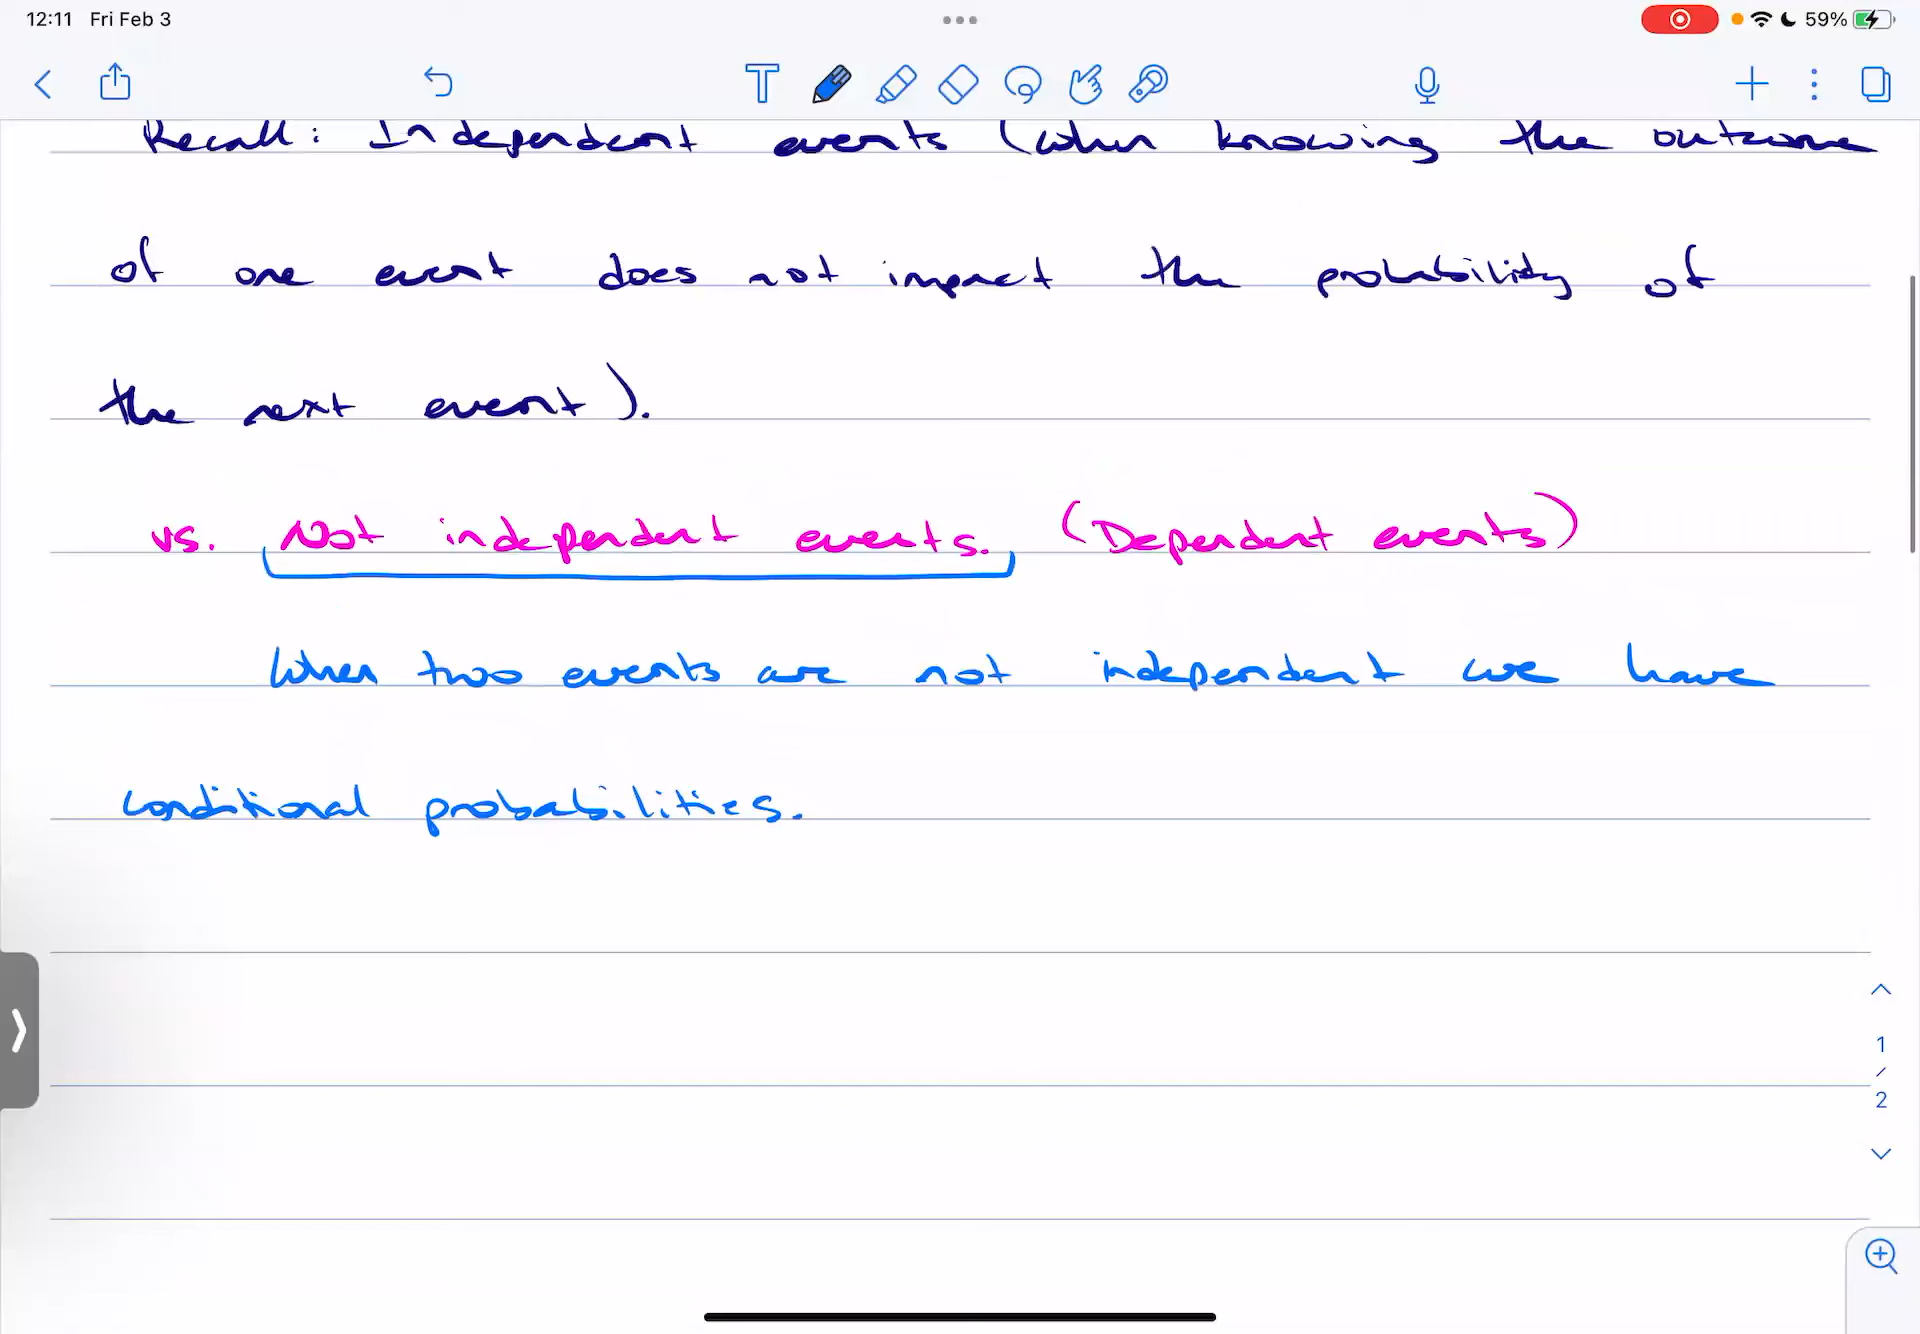 12:11 Fri Feb 3
59%
T
Recall: Independent events (when knowing the outcome
of one event does not impact the probability of
the next event).
vs. Not independent events. (Dependent events)
When two events are not independent we have
conditional probabilities.
1
/
2